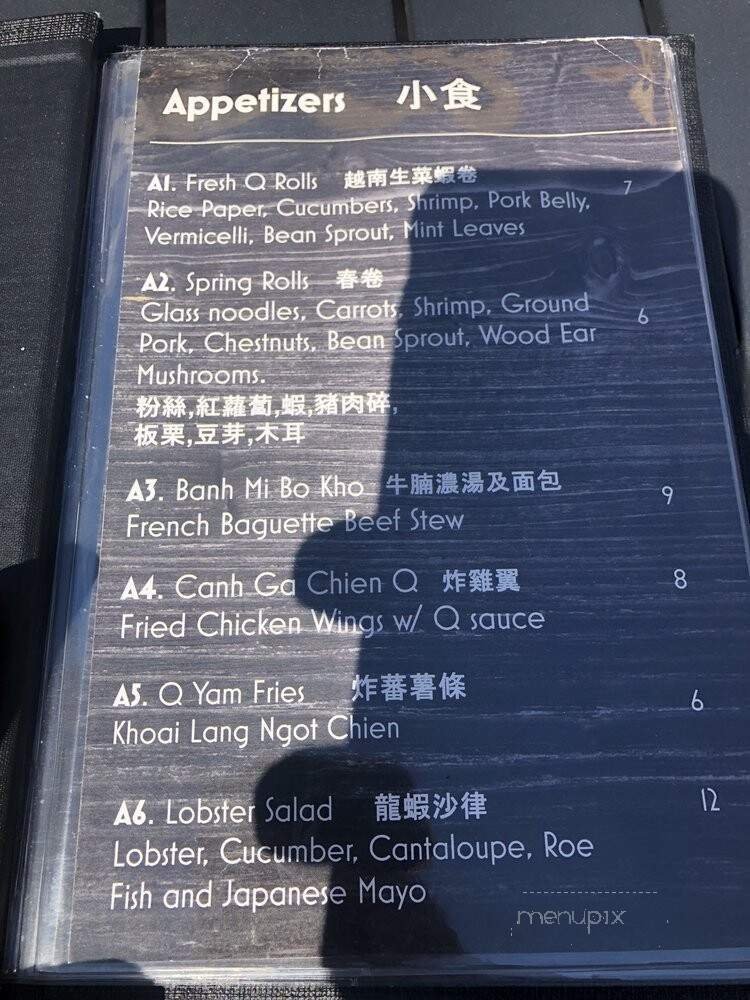 Appetizers 小食
A1. Fresh Q Rolls 越南生菜蝦卷 7
Rice Paper, Cucumbers, Shrimp, Pork Belly,
Vermicelli, Bean Sprout, Mint Leaves
A2. Spring Rolls 春卷
Glass noodles, Carrots, Shrimp, Ground 6
Pork, Chestnuts, Bean Sprout, Wood Ear
Mushrooms.
粉絲,紅蘿蔔,蝦,豬肉碎,
板栗,豆芽,木耳
A3. Banh Mi Bo Kho 牛腩濃湯及面包 9
French Baguette Beef Stew
A4. Canh Ga Chien Q 炸雞翼 8
Fried Chicken Wings w/ Q sauce
A5. Q Yam Fries 炸蕃薯條 6
Khoai Lang Ngot Chien
A6. Lobster Salad 龍蝦沙律 12
Lobster, Cucumber, Cantaloupe, Roe
Fish and Japanese Mayo
menupix